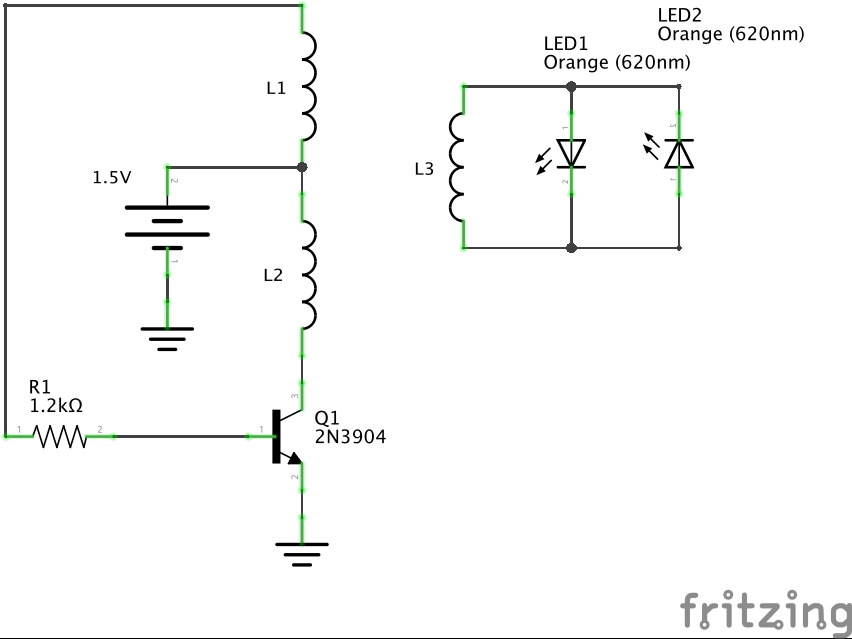 LED2
Orange (620nm)
LED1
Orange (620nm)
L1
1
2
L3
1.5V
2
2
1
1
L2
R1
1.2kΩ
3
Q1
2N3904
1
2
1
2
fritzing